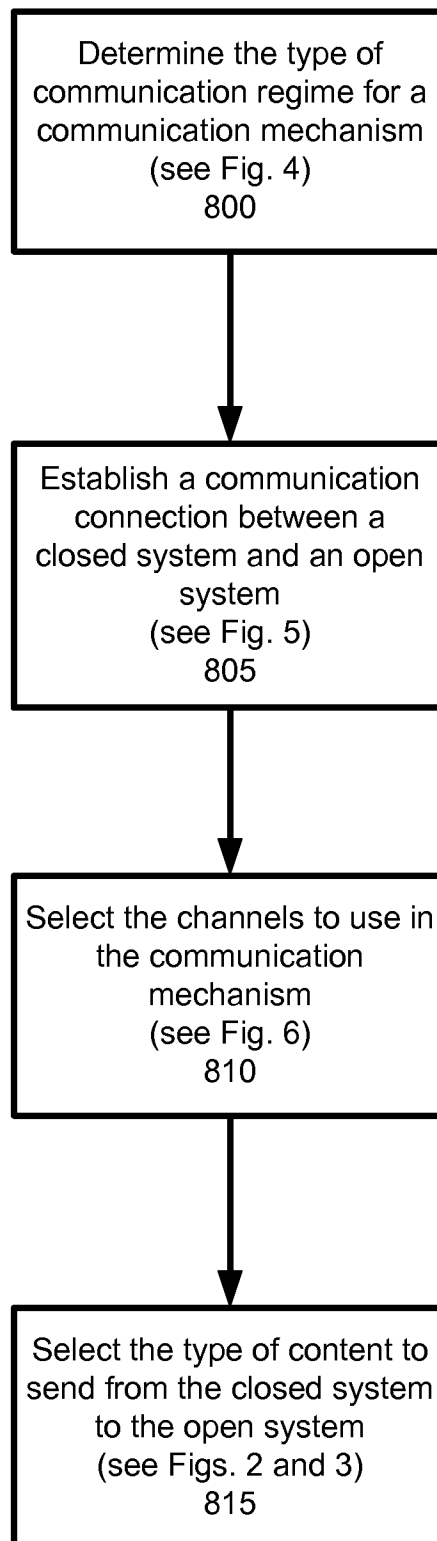 Determine the type of
communication regime for a
communication mechanism
(see Fig. 4)
800
Establish a communication
connection between a
closed system and an open
system
(see Fig. 5)
805
Select the channels to use in
the communication
mechanism
(see Fig. 6)
810
Select the type of content to
send from the closed system
to the open system
(see Figs. 2 and 3)
815